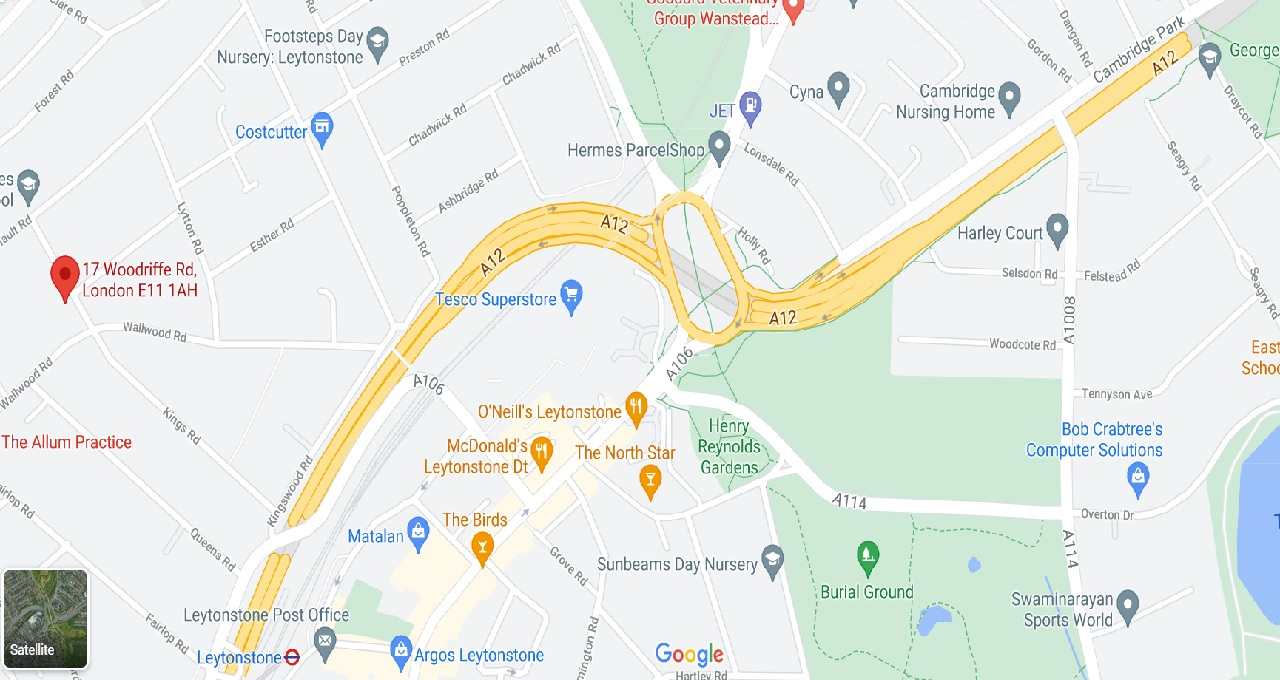 Clare Rd
Goddard Veterinary
Group Wanstead...
Footsteps Day
Nursery: Leytonstone
Preston Rd
Chadwick Rd
Forest Rd
Dangan Rd
Gordon Rd
Cambridge Park
A12
George
Draycot Rd
Cyna
Cambridge
Nursing Home
JET
Costcutter
Chadwick Rd
Hermes ParcelShop
Lonsdale Rd
Seagry Rd
Ashbridge Rd
Poppleton Rd
Lytton Rd
Esther Rd
A12
A12
Holly Rd
Harley Court
17 Woodriffe Rd,
London E11 1AH
Selsdon Rd
Felstead Rd
Seagry Rd
Tesco Superstore
A12
A1008
Wallwood Rd
Woodcote Rd
Wallwood Rd
A106
A106
Tennyson Ave
Kings Rd
O'Neill's Leytonstone
Henry
Reynolds
Gardens
Bob Crabtree's
Computer Solutions
The Allum Practice
McDonald's
Leytonstone Dt
The North Star
Kingswood Rd
A114
Overton Dr
Fairlop Rd
Queens Rd
The Birds
Matalan
Grove Rd
Sunbeams Day Nursery
A114
Burial Ground
Swaminarayan
Sports World
Leytonstone Post Office
Fairlop Rd
Satellite
Leytonstone
Argos Leytonstone
Google
Hartley Rd